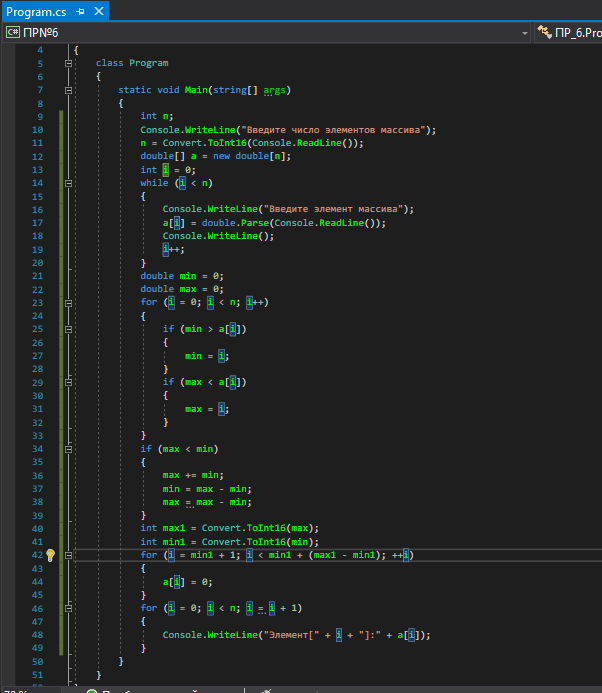 Program.cs
C# ПР№6
ПР_6.Pro
4 {
5 class Program
6 {
7 static void Main(string[] args)
8 {
9 int n;
10 Console.WriteLine("Введите число элементов массива");
11 n = Convert.ToInt16(Console.ReadLine());
12 double[] a = new double[n];
13 int i = 0;
14 while (i < n)
15 {
16 Console.WriteLine("Введите элемент массива");
17 a[i] = double.Parse(Console.ReadLine());
18 Console.WriteLine();
19 i++;
20 }
21 double min = 0;
22 double max = 0;
23 for (i = 0; i < n; i++)
24 {
25 if (min > a[i])
26 {
27 min = i;
28 }
29 if (max < a[i])
30 {
31 max = i;
32 }
33 }
34 if (max < min)
35 {
36 max += min;
37 min = max - min;
38 max = max - min;
39 }
40 int max1 = Convert.ToInt16(max);
41 int min1 = Convert.ToInt16(min);
42 for (i = min1 + 1; i < min1 + (max1 - min1); ++i)
43 {
44 a[i] = 0;
45 }
46 for (i = 0; i < n; i = i + 1)
47 {
48 Console.WriteLine("Элемент[" + i + "]:" + a[i]);
49 }
50 }
51 }